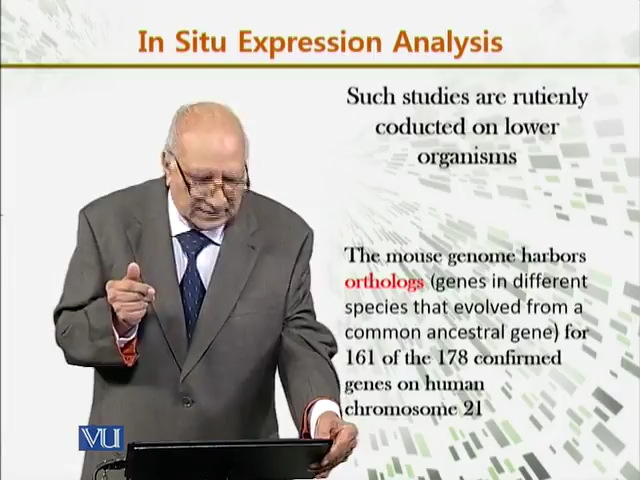 In Situ Expression Analysis
Such studies are rutienly
coducted on lower
organisms
The mouse genome harbors
orthologs (genes in different
species that evolved from a
common ancestral gene) for
161 of the 178 confirmed
genes on human
chromosome 21
VU